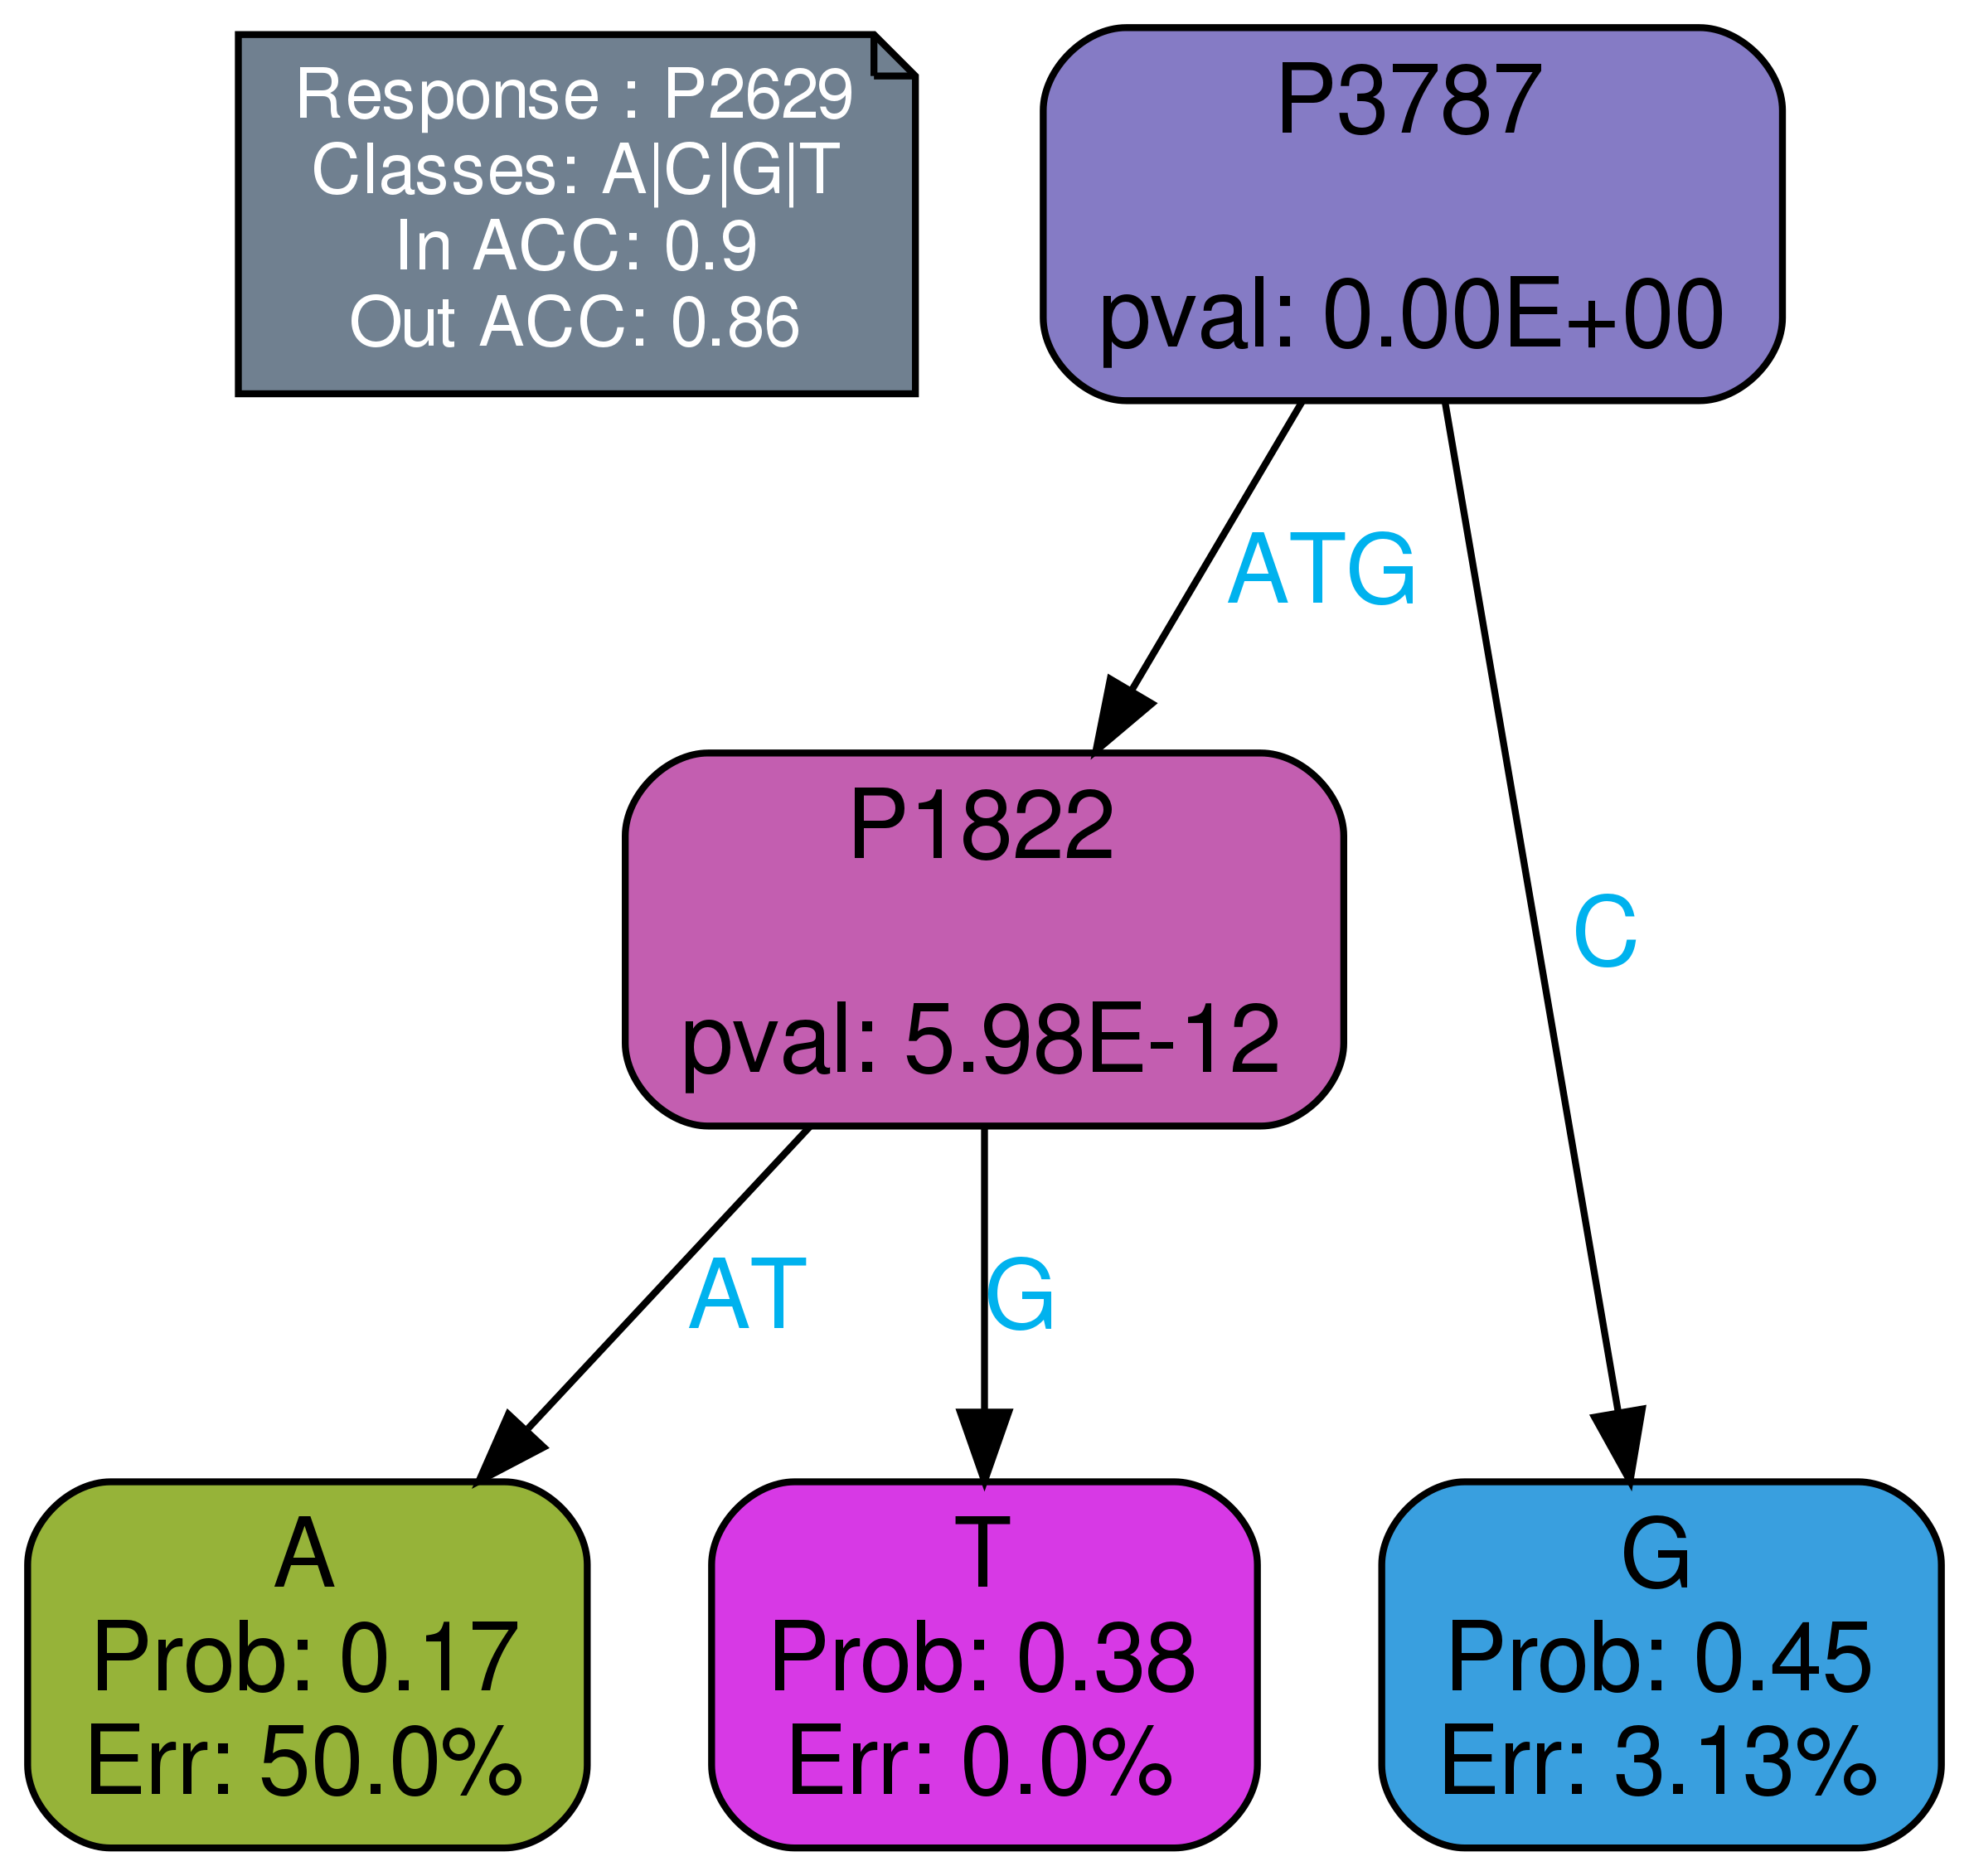 Response : P2629
Classes: A|C|G|T
In ACC: 0.9
Out ACC: 0.86
P3787
pval: 0.00E+00
ATG
P1822
pval: 5.98E-12
C
AT
G
A
Prob: 0.17
Err: 50.0%
T
Prob: 0.38
Err: 0.0%
G
Prob: 0.45
Err: 3.13%